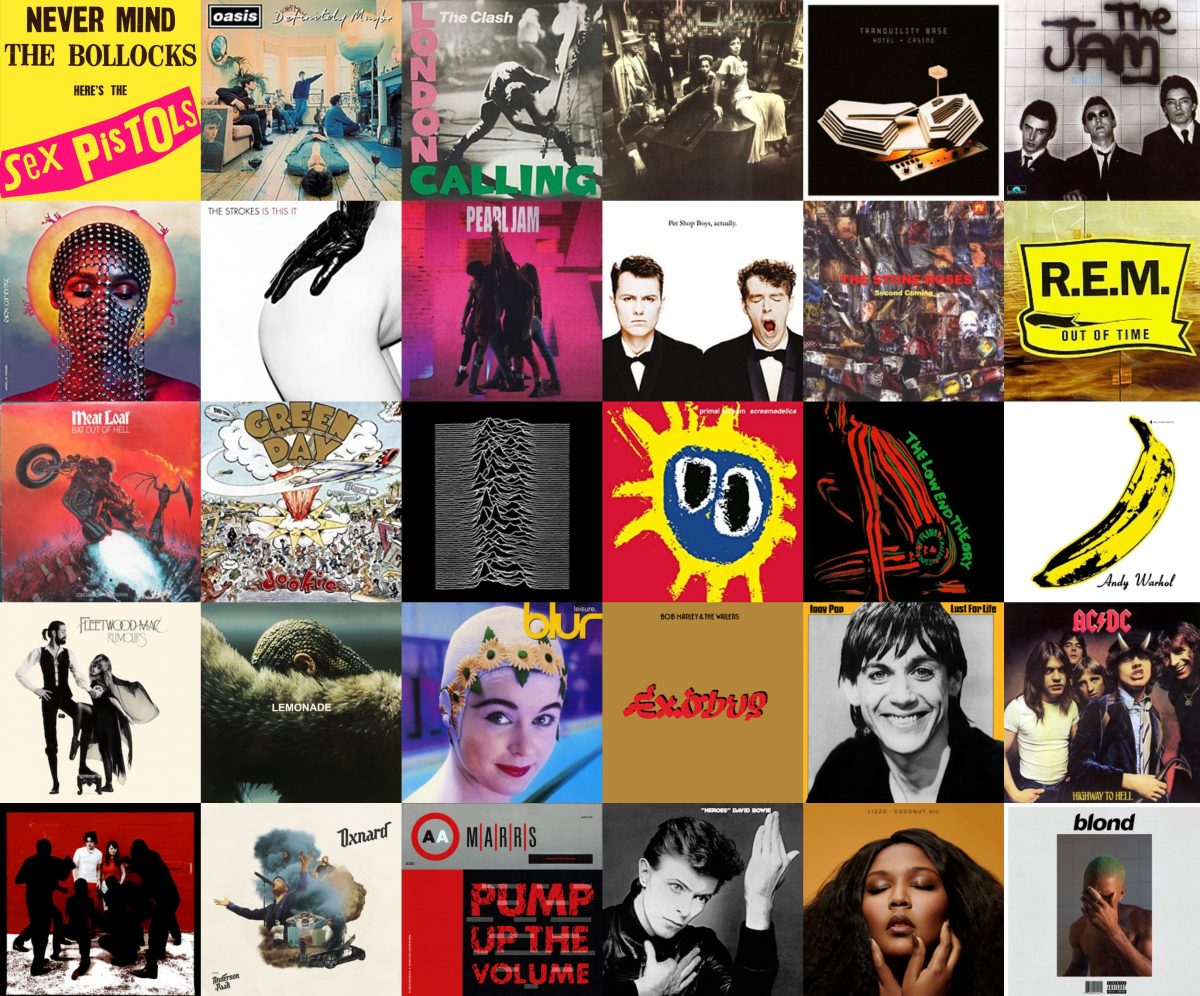 NEVER MIND
THE BOLLOCKS
HERE'S THE
Sex PisTOLs
oasis
Definitely Maybe
The Clash
LONDON
CALLING
TRANQUILITY BASE
HOTEL + CASINO
The
JAM
THE STROKES IS THIS IT
PEARL JAM
Pet Shop Boys, actually.
THE STONE ROSES
Second Coming
R.E.M.
OUT OF TIME
Meat Loaf
BAT OUT OF HELL
GREEN
DAY
dookie
primal scream screamadelica
THE LOW END THEORY
Andy Warhol
FLEETWOOD MAC
RUMOURS
LEMONADE
leisure.
blur
BOB MARLEY & THE WAILERS
Exodus
Iggy Pop
Lust For Life
AC/DC
HIGHWAY TO HELL
Oxnard
Anderson
.Paak
AA
M|A|R|R|S
PUMP
UP THE
VOLUME
"HEROES" DAVID BOWIE
LIZZO - COCONUT OIL
blond